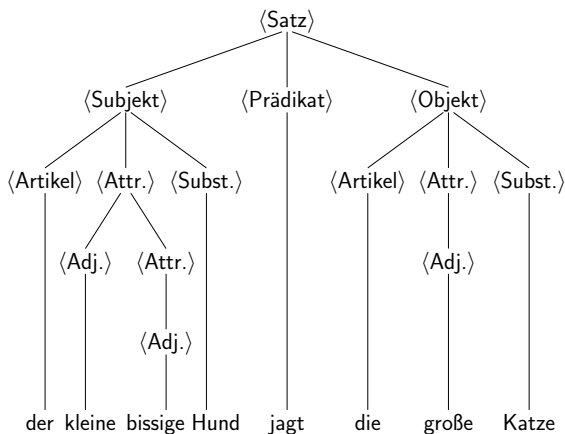 ⟨Satz⟩
⟨Subjekt⟩ ⟨Prädikat⟩ ⟨Objekt⟩
⟨Artikel⟩ ⟨Attr.⟩ ⟨Subst.⟩ ⟨Artikel⟩ ⟨Attr.⟩ ⟨Subst.⟩
⟨Adj.⟩ ⟨Attr.⟩ ⟨Adj.⟩
⟨Adj.⟩
der kleine bissige Hund jagt die große Katze